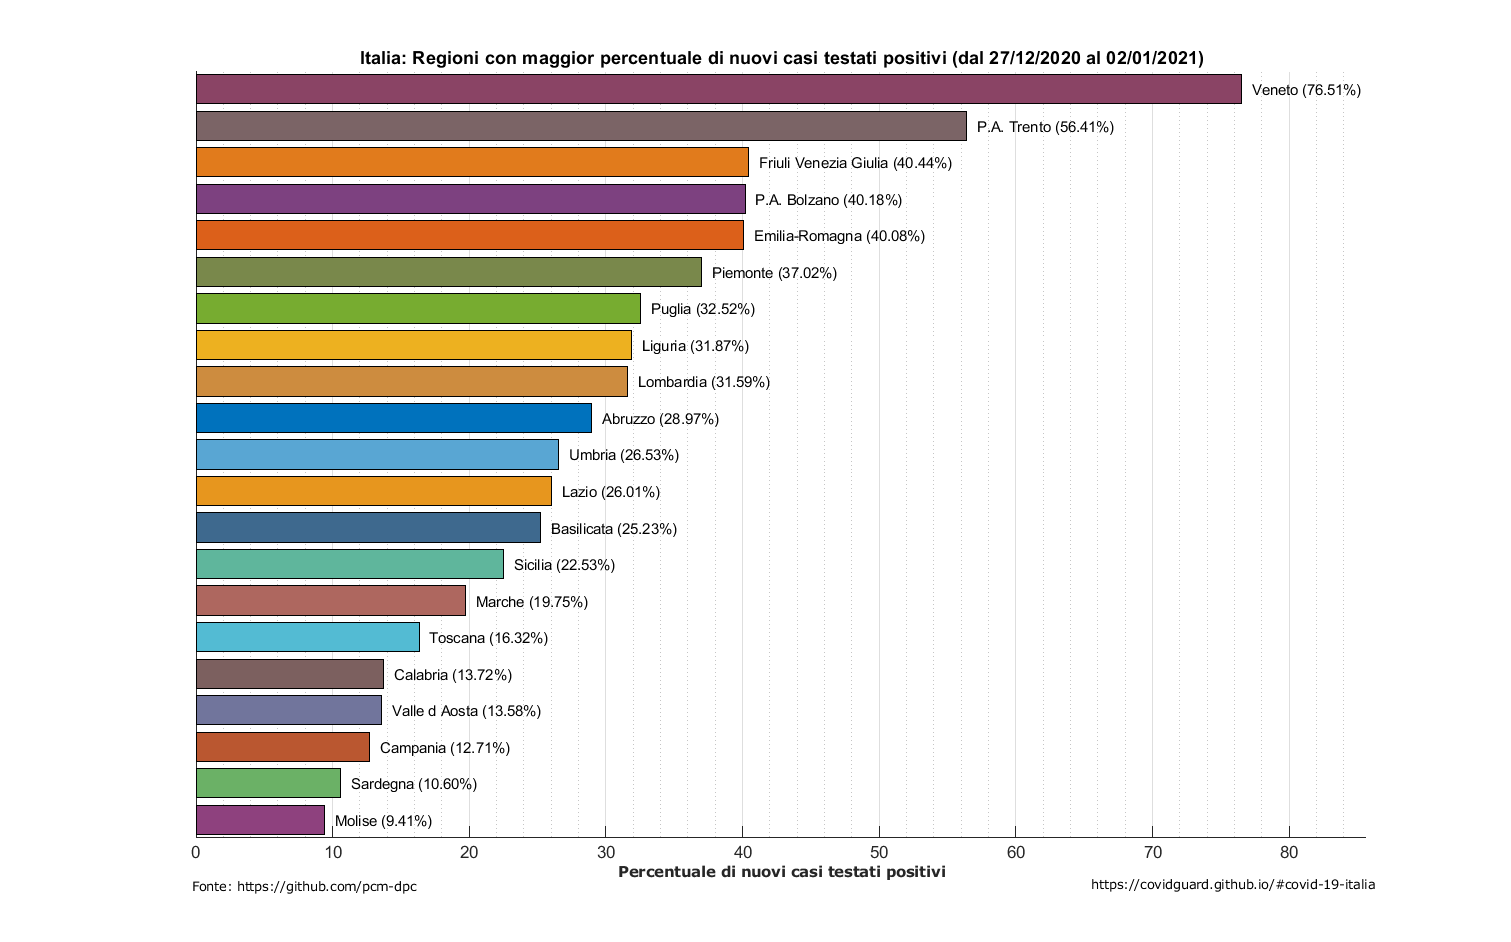 Italia: Regioni con maggior percentuale di nuovi casi testati positivi (dal 27/12/2020 al 02/01/2021)
Veneto (76.51%)
P.A. Trento (56.41%)
Friuli Venezia Giulia (40.44%)
P.A. Bolzano (40.18%)
Emilia-Romagna (40.08%)
Piemonte (37.02%)
Puglia (32.52%)
Liguria (31.87%)
Lombardia (31.59%)
Abruzzo (28.97%)
Umbria (26.53%)
Lazio (26.01%)
Basilicata (25.23%)
Sicilia (22.53%)
Marche (19.75%)
Toscana (16.32%)
Calabria (13.72%)
Valle d Aosta (13.58%)
Campania (12.71%)
Sardegna (10.60%)
Molise (9.41%)
0 10 20 30 40 50 60 70 80
Percentuale di nuovi casi testati positivi
Fonte: https://github.com/pcm-dpc
https://covidguard.github.io/#covid-19-italia